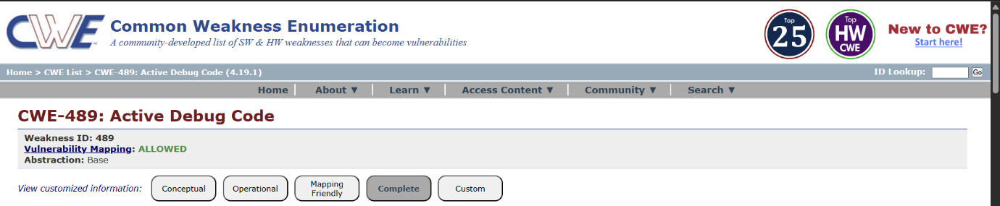 CWE
Common Weakness Enumeration
A community-developed list of SW & HW weaknesses that can become vulnerabilities
Top
25
Top
HW
CWE
New to CWE?
Start here!
Home > CWE List > CWE-489: Active Debug Code (4.19.1)
ID Lookup: Go
Home About ▼ Learn ▼ Access Content ▼ Community ▼ Search ▼
CWE-489: Active Debug Code
Weakness ID: 489
Vulnerability Mapping: ALLOWED
Abstraction: Base
View customized information: Conceptual Operational Mapping Friendly Complete Custom